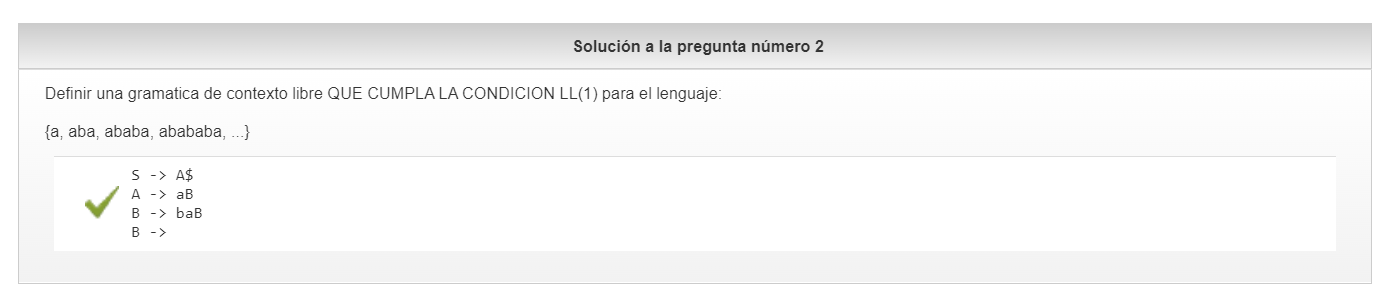 Solución a la pregunta número 2
Definir una gramatica de contexto libre QUE CUMPLA LA CONDICION LL(1) para el lenguaje:
{a, aba, ababa, abababa, ...}
S -> A$
A -> aB
B -> baB
B ->